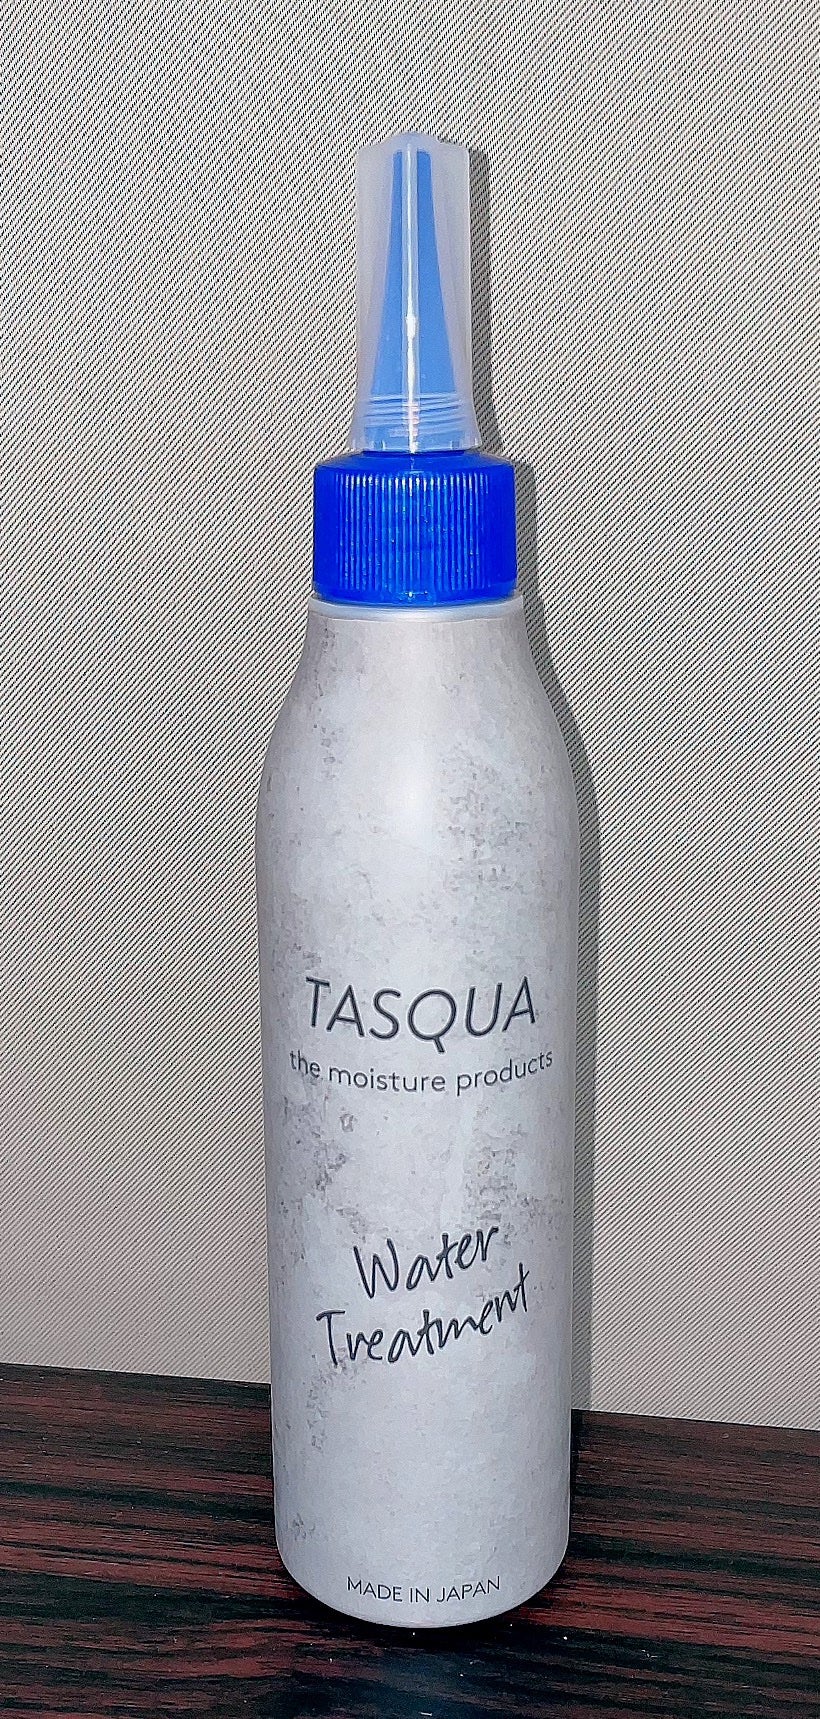 TASQUA
the moisture products
Water
Treatment
MADE IN JAPAN